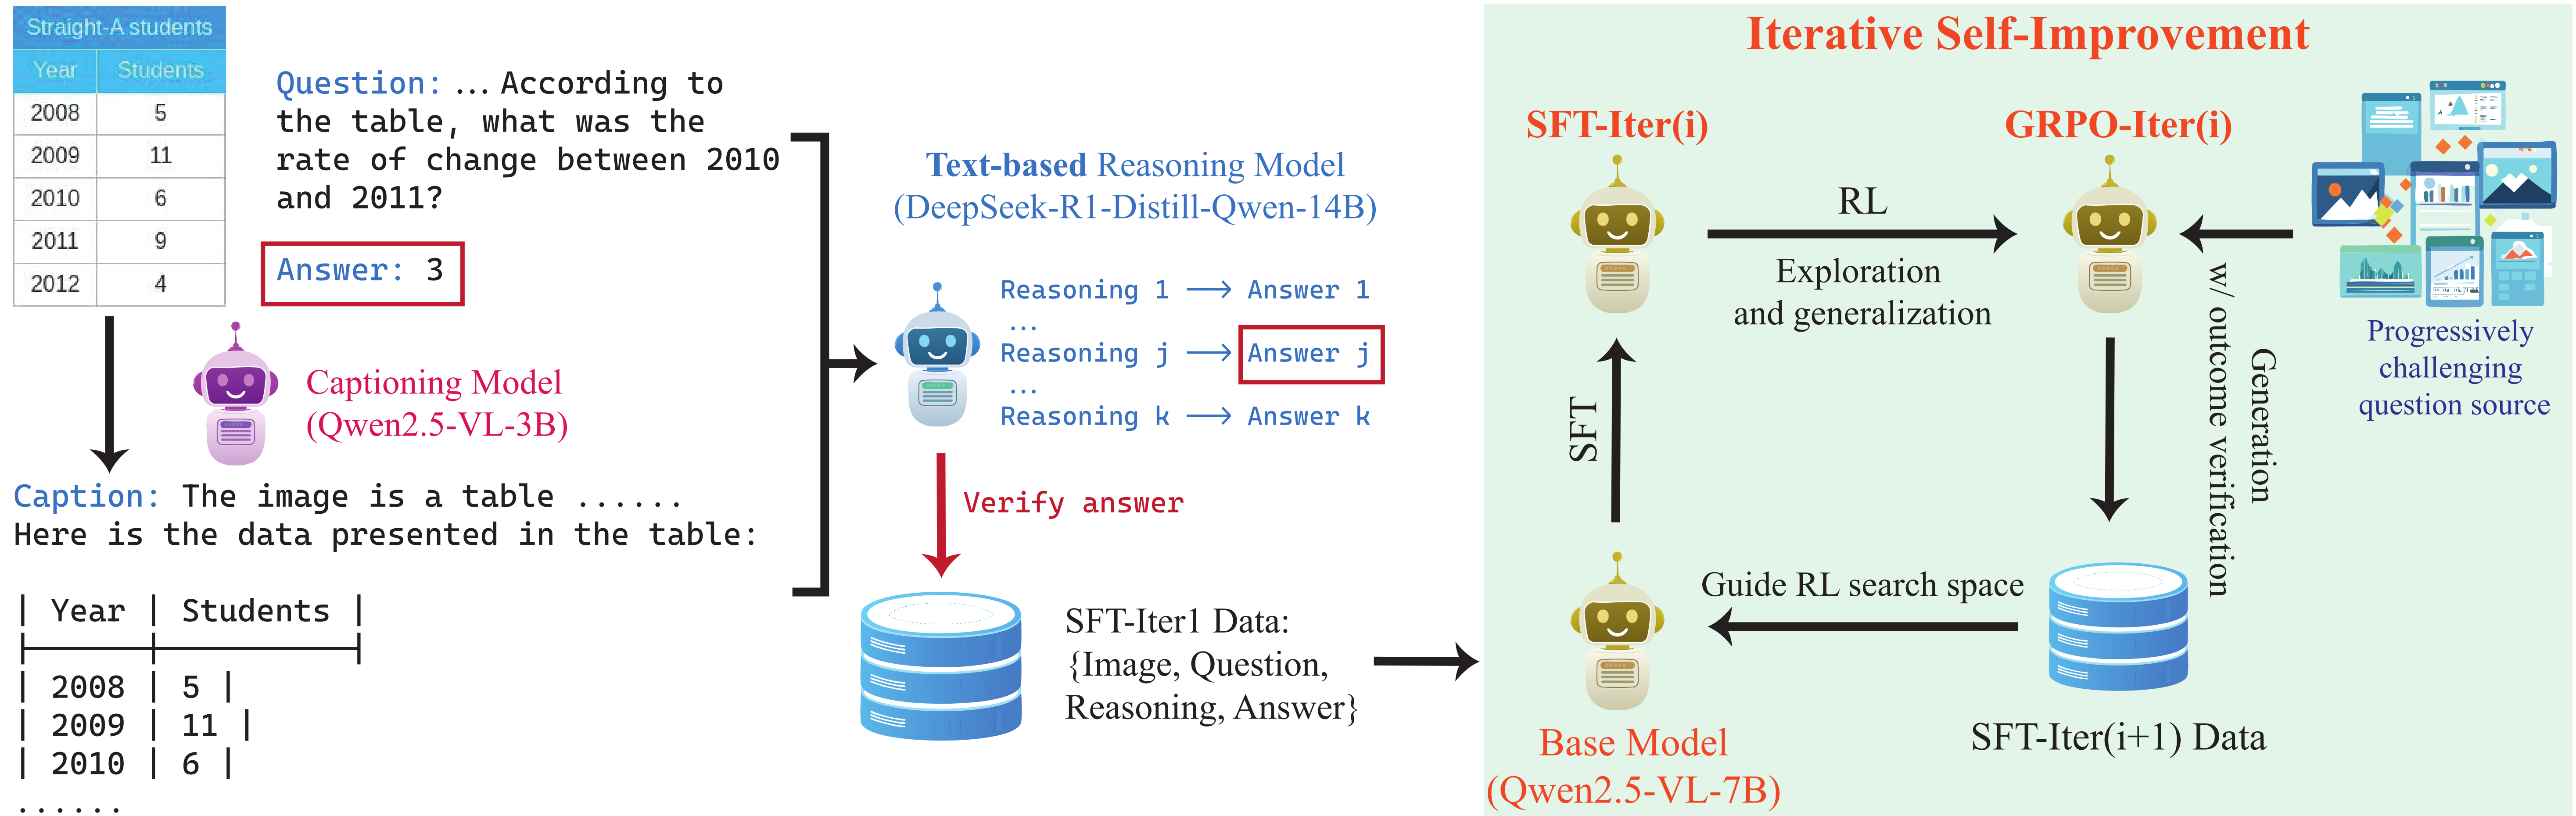 Straight-A students
Year Students
2008 5
2009 11
2010 6
2011 9
2012 4
Question: ... According to
the table, what was the
rate of change between 2010
and 2011?
Answer: 3
Captioning Model
(Qwen2.5-VL-3B)
Caption: The image is a table ......
Here is the data presented in the table:
| Year | Students |
| 2008 | 5 |
| 2009 | 11 |
| 2010 | 6 |
......
Text-based Reasoning Model
(DeepSeek-R1-Distill-Qwen-14B)
Reasoning 1 → Answer 1
...
Reasoning j → Answer j
...
Reasoning k → Answer k
Verify answer
SFT-Iter1 Data:
{Image, Question,
Reasoning, Answer}
Iterative Self-Improvement
SFT-Iter(i)
GRPO-Iter(i)
RL
Exploration
and generalization
Progressively
challenging
question source
Generation
w/ outcome verification
SFT
Guide RL search space
Base Model
(Qwen2.5-VL-7B)
SFT-Iter(i+1) Data